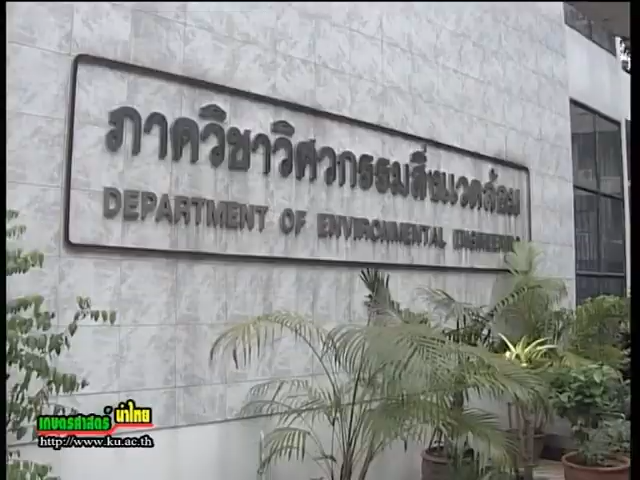 ภาควิชาวิศวกรรมสิ่งแวดล้อม
DEPARTMENT OF ENVIRONMENTAL ENGINEERING
เกษตรศาสตร์ นำไทย
http://www.ku.ac.th